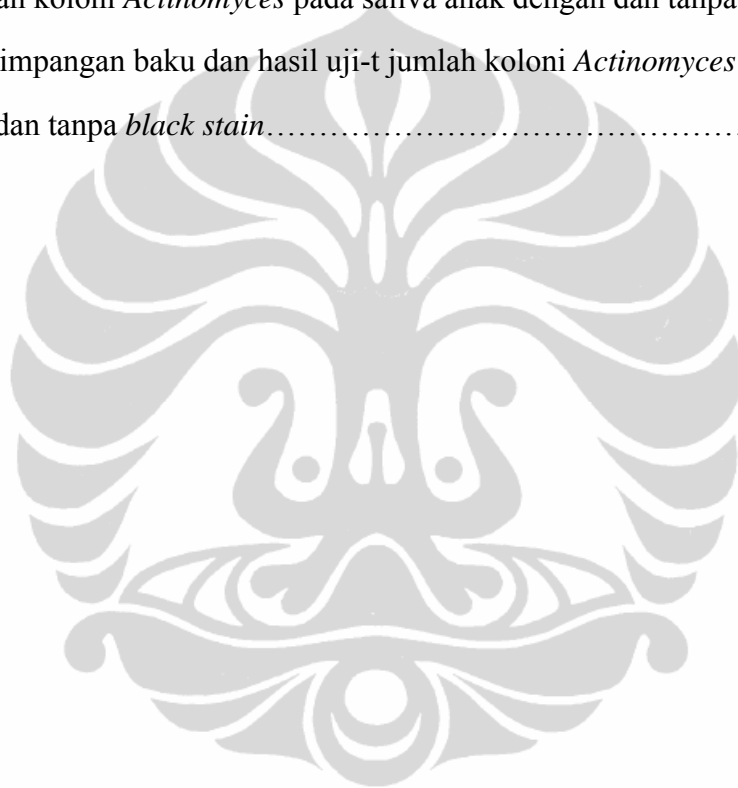 koloni Actinomyces pada saliva anak dengan dan tanpa
impangan baku dan hasil uji-t jumlah koloni Actinomyces
dan tanpa black stain……………………………………………